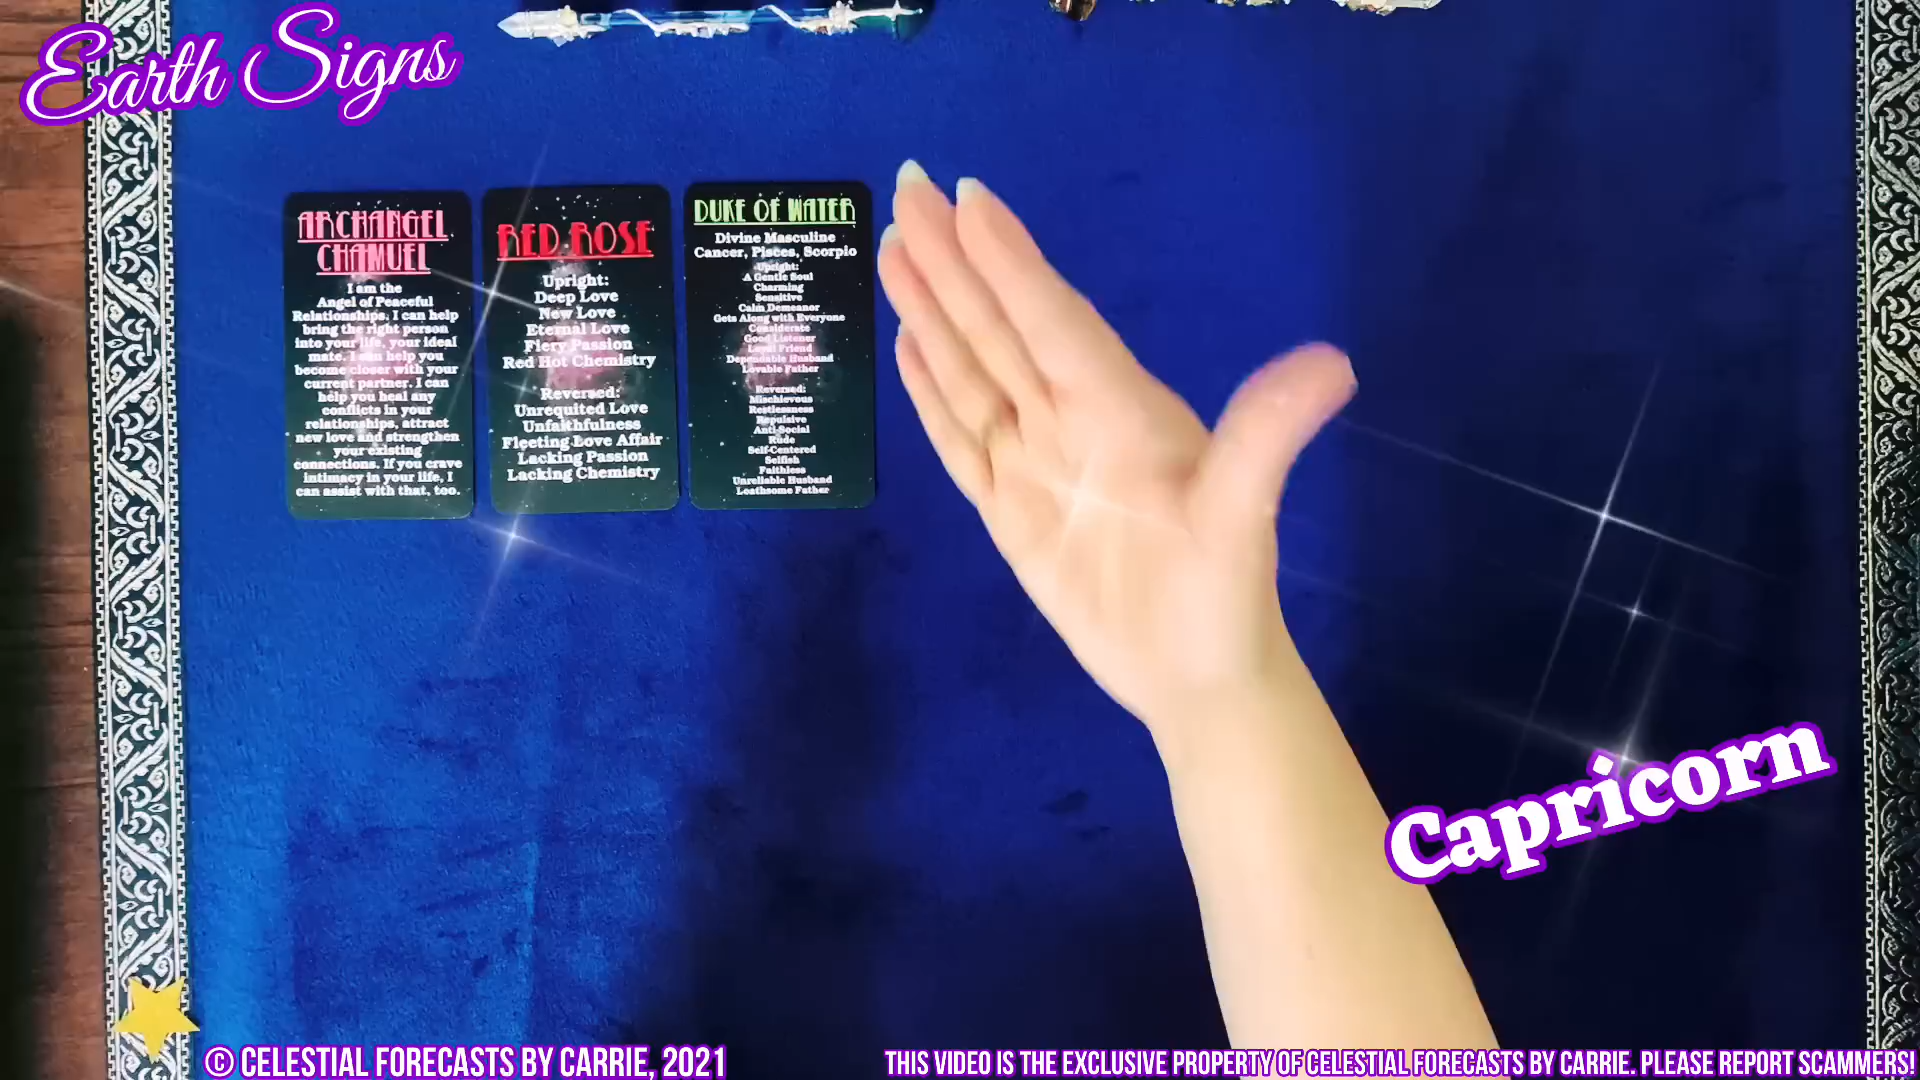 Earth Signs
ARCHANGEL
CHAMUEL
I am the
Angel of Peaceful
Relationships. I can help
bring the right person
into your life, your ideal
mate. I can help you
become closer with your
current partner. I can
help you heal any
conflicts in your
relationships, attract
new love and strengthen
your existing
connections. If you crave
intimacy in your life, I
can assist with that, too.
RED ROSE
Upright:
Deep Love
New Love
Eternal Love
Fiery Passion
Red Hot Chemistry
Reversed:
Unrequited Love
Unfaithfulness
Fleeting Love Affair
Lacking Passion
Lacking Chemistry
DUKE OF WATER
Divine Masculine
Cancer, Pisces, Scorpio
Upright:
A Gentle Soul
Charming
Sensitive
Calm Demeanor
Gets Along with Everyone
Considerate
Good Listener
Loyal Friend
Dependable Husband
Lovable Father
Reversed:
Mischievous
Restlessness
Repulsive
Anti-Social
Rude
Self-Centered
Selfish
Faithless
Unreliable Husband
Loathsome Father
Capricorn
© CELESTIAL FORECASTS BY CARRIE, 2021
THIS VIDEO IS THE EXCLUSIVE PROPERTY OF CELESTIAL FORECASTS BY CARRIE. PLEASE REPORT SCAMMERS!